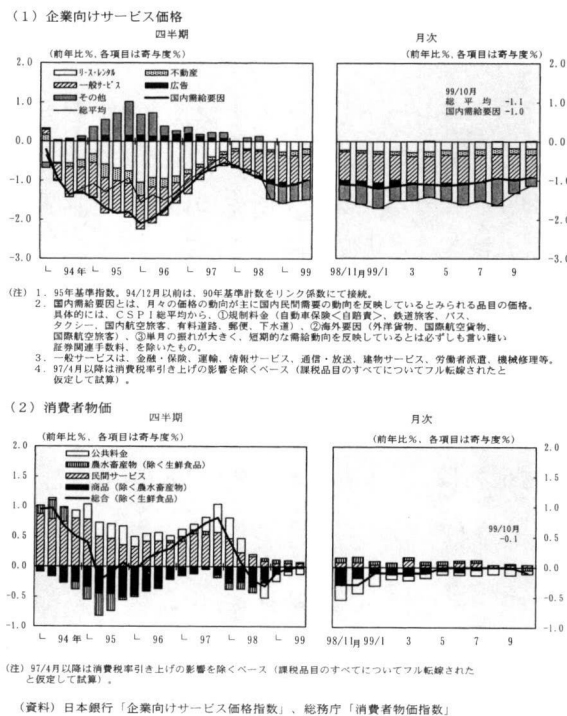 （１）企業向けサービス価格
四半期
月次
（前年比％、各項目は寄与度％）
（前年比％、各項目は寄与度％）
2.0
1.0
0.0
-1.0
-2.0
-3.0
リース・レンタル
不動産
一般サービス
広告
その他
国内需給要因
総平均
99/10月
総平均 -1.1
国内需給要因 -1.0
2.0
1.0
0.0
-1.0
-2.0
-3.0
94年 95 96 97 98 99
98/11月 99/1 3 5 7 9
（注）１．95年基準指数。94/12月以前は、90年基準計数をリンク係数にて接続。
２．国内需給要因とは、月々の価格の動向が主に国内民間需要の動向を反映しているとみられる品目の価格。
具体的には、ＣＳＰＩ総平均から、①規制料金（自動車保険＜自賠責＞、鉄道旅客、バス、
タクシー、国内航空旅客、有料道路、郵便、下水道）、②海外要因（外洋貨物、国際航空貨物、
国際航空旅客）、③単月の振れが大きく、短期的な需給動向を反映しているとは必ずしも言い難い
証券関連手数料、を除いたもの。
３．一般サービスは、金融・保険、運輸、情報サービス、通信・放送、建物サービス、労働者派遣、機械修理等。
４．97/4月以降は消費税率引き上げの影響を除くベース（課税品目のすべてについてフル転嫁されたと
仮定して試算）。
（２）消費者物価
四半期
月次
（前年比％、各項目は寄与度％）
（前年比％、各項目は寄与度％）
2.0
1.5
1.0
0.5
0.0
-0.5
-1.0
公共料金
農水畜産物（除く生鮮食品）
民間サービス
商品（除く農水畜産物）
総合（除く生鮮食品）
99/10月
-0.1
2.0
1.5
1.0
0.5
0.0
-0.5
-1.0
94年 95 96 97 98 99
98/11月 99/1 3 5 7 9
（注）97/4月以降は消費税率引き上げの影響を除くベース（課税品目のすべてについてフル転嫁された
と仮定して試算）。
（資料）日本銀行「企業向けサービス価格指数」、総務庁「消費者物価指数」